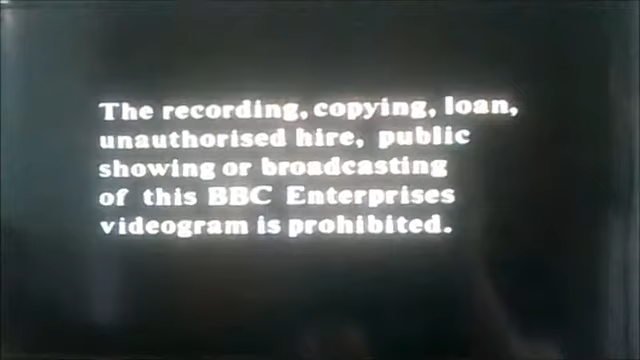 The recording, copying, loan,
unauthorised hire, public
showing or broadcasting
of this BBC Enterprises
videogram is prohibited.